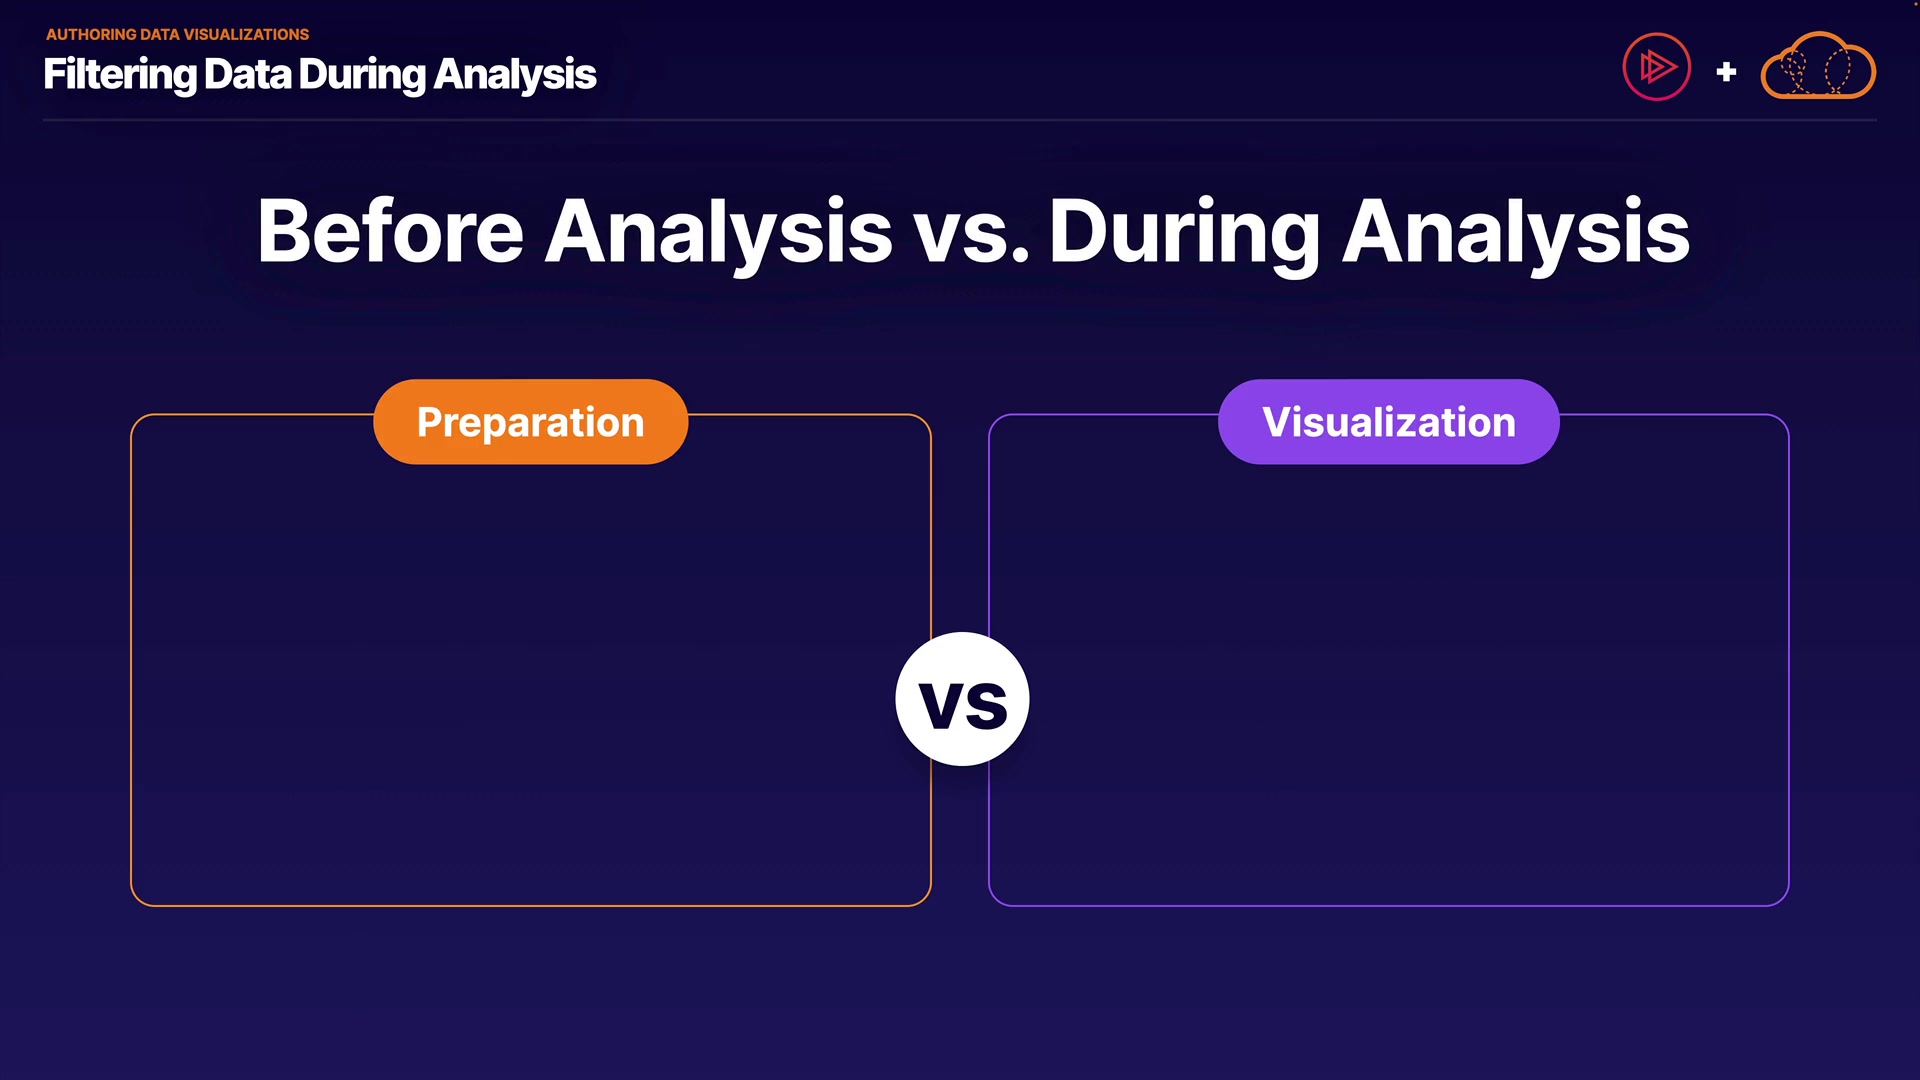 AUTHORING DATA VISUALIZATIONS
Filtering Data During Analysis
+
Before Analysis vs. During Analysis
Preparation
Visualization
vs